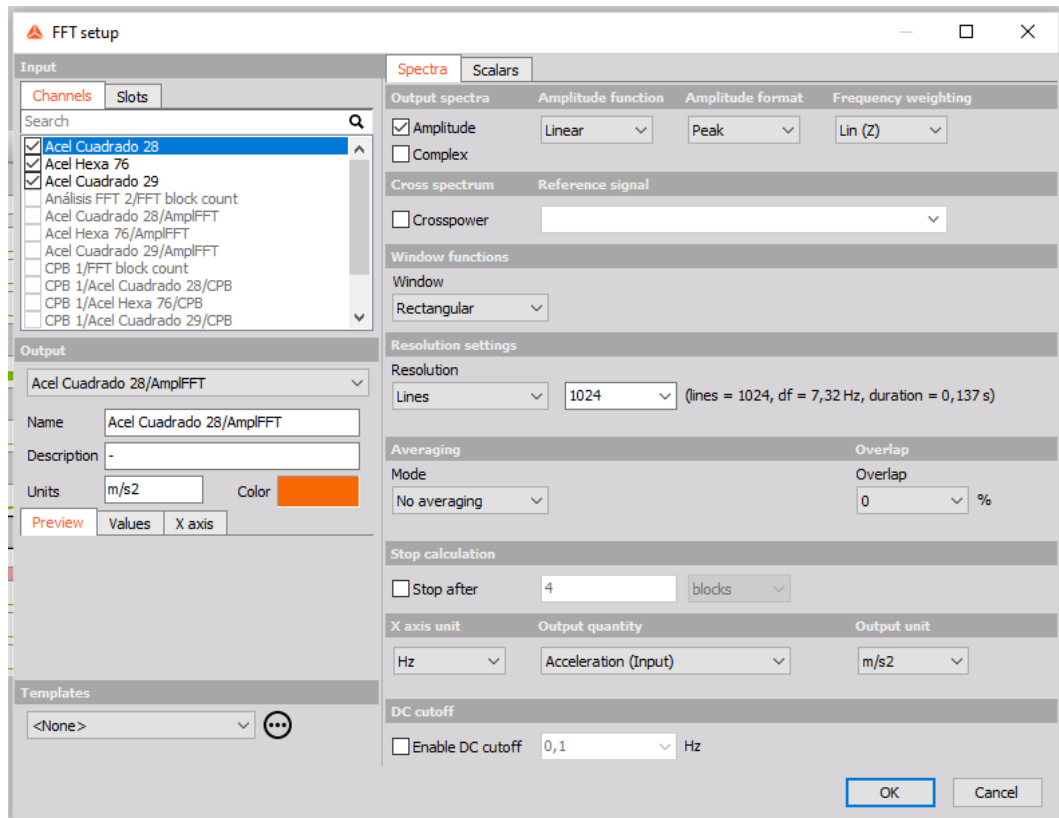 FFT setup
Input
Channels Slots
Search
Acel Cuadrado 28
Acel Hexa 76
Acel Cuadrado 29
Análisis FFT 2/FFT block count
Acel Cuadrado 28/AmplFFT
Acel Hexa 76/AmplFFT
Acel Cuadrado 29/AmplFFT
CPB 1/FFT block count
CPB 1/Acel Cuadrado 28/CPB
CPB 1/Acel Hexa 76/CPB
CPB 1/Acel Cuadrado 29/CPB
Output
Acel Cuadrado 28/AmplFFT
Name Acel Cuadrado 28/AmplFFT
Description -
Units m/s2 Color
Preview Values X axis
Templates
<None>
Spectra Scalars
Output spectra Amplitude function Amplitude format Frequency weighting
Amplitude Linear Peak Lin (Z)
Complex
Cross spectrum Reference signal
Crosspower
Window functions
Window
Rectangular
Resolution settings
Resolution
Lines 1024 (lines = 1024, df = 7,32 Hz, duration = 0,137 s)
Averaging Overlap
Mode Overlap
No averaging 0 %
Stop calculation
Stop after 4 blocks
X axis unit Output quantity Output unit
Hz Acceleration (Input) m/s2
DC cutoff
Enable DC cutoff 0,1 Hz
OK Cancel